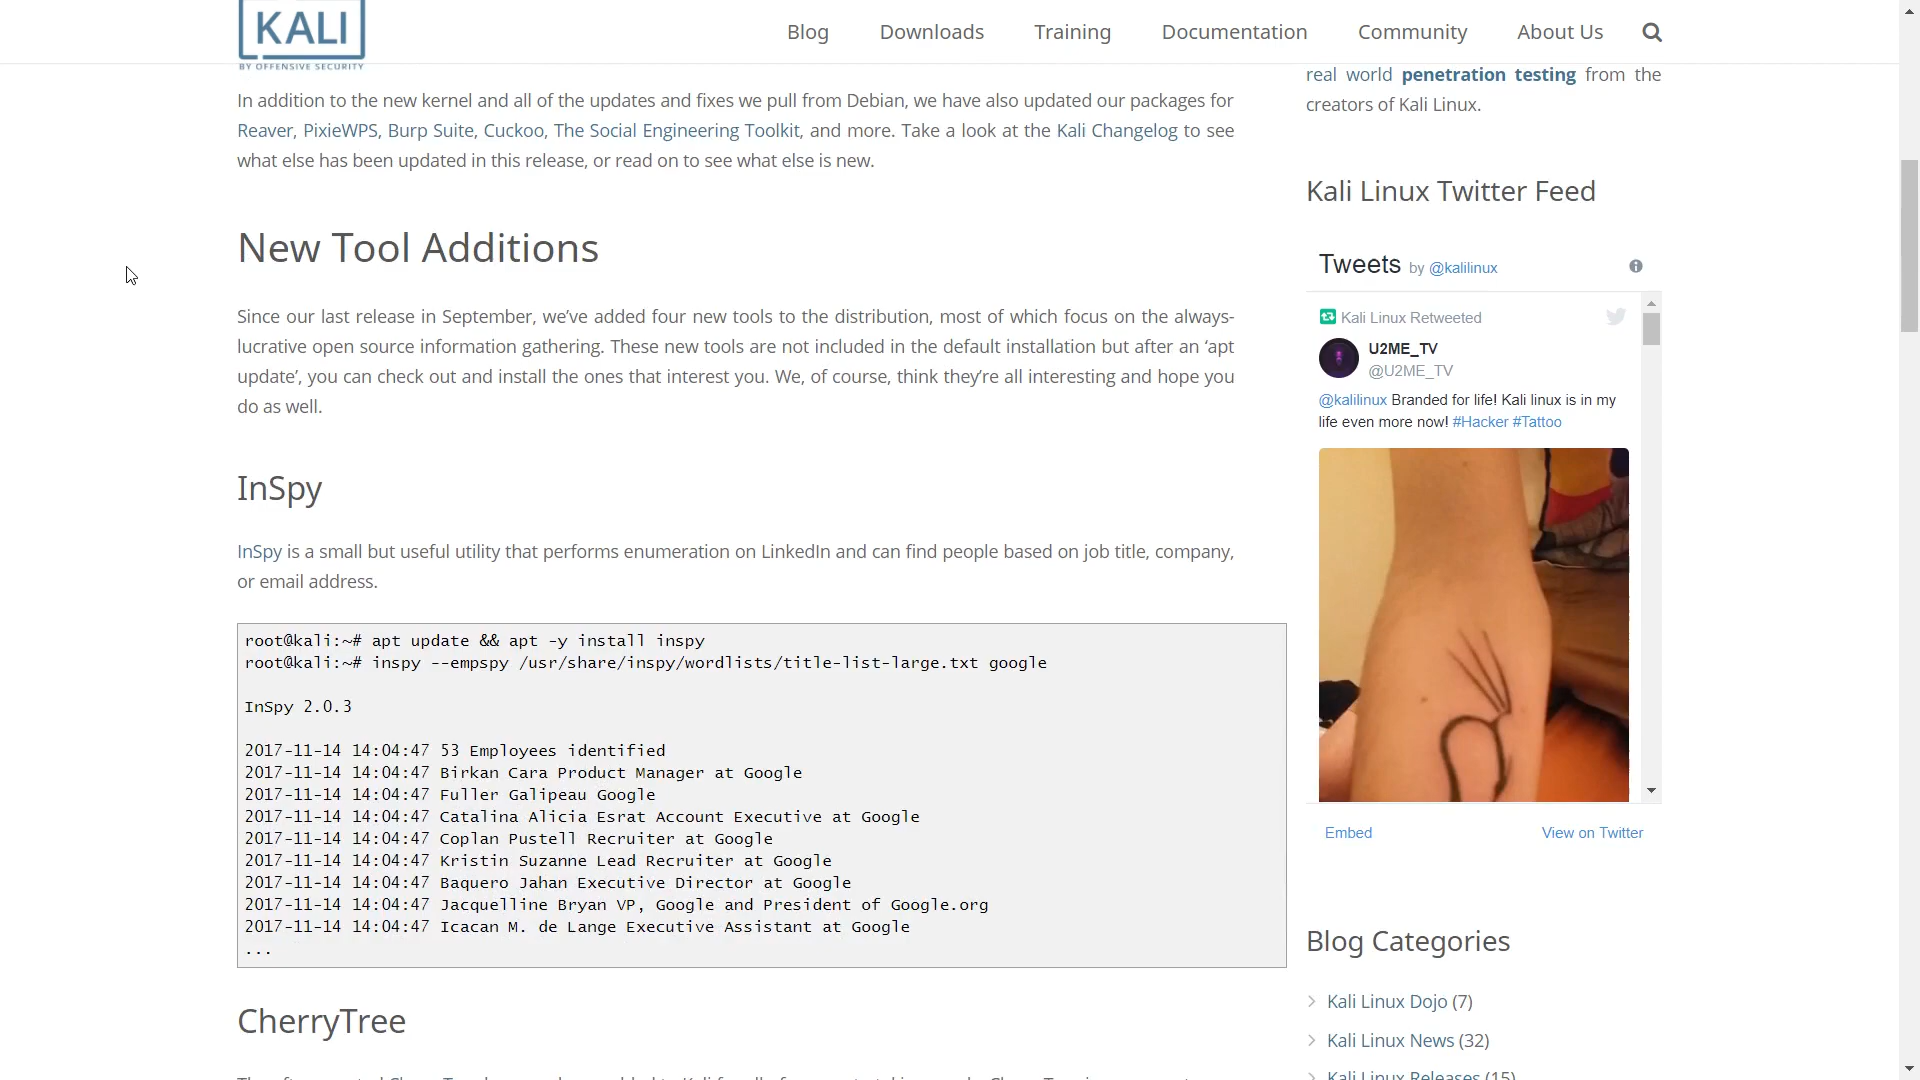 KALI
BY OFFENSIVE SECURITY
Blog Downloads Training Documentation Community About Us
In addition to the new kernel and all of the updates and fixes we pull from Debian, we have also updated our packages for
Reaver, PixieWPS, Burp Suite, Cuckoo, The Social Engineering Toolkit, and more. Take a look at the Kali Changelog to see
what else has been updated in this release, or read on to see what else is new.
New Tool Additions
Since our last release in September, we’ve added four new tools to the distribution, most of which focus on the always-
lucrative open source information gathering. These new tools are not included in the default installation but after an ‘apt
update’, you can check out and install the ones that interest you. We, of course, think they’re all interesting and hope you
do as well.
InSpy
InSpy is a small but useful utility that performs enumeration on LinkedIn and can find people based on job title, company,
or email address.
root@kali:~# apt update && apt -y install inspy
root@kali:~# inspy --empspy /usr/share/inspy/wordlists/title-list-large.txt google
InSpy 2.0.3
2017-11-14 14:04:47 53 Employees identified
2017-11-14 14:04:47 Birkan Cara Product Manager at Google
2017-11-14 14:04:47 Fuller Galipeau Google
2017-11-14 14:04:47 Catalina Alicia Esrat Account Executive at Google
2017-11-14 14:04:47 Coplan Pustell Recruiter at Google
2017-11-14 14:04:47 Kristin Suzanne Lead Recruiter at Google
2017-11-14 14:04:47 Baquero Jahan Executive Director at Google
2017-11-14 14:04:47 Jacquelline Bryan VP, Google and President of Google.org
2017-11-14 14:04:47 Icacan M. de Lange Executive Assistant at Google
...
CherryTree
real world penetration testing from the
creators of Kali Linux.
Kali Linux Twitter Feed
Tweets by @kalilinux
Kali Linux Retweeted
U2ME_TV
@U2ME_TV
@kalilinux Branded for life! Kali linux is in my
life even more now! #Hacker #Tattoo
Embed View on Twitter
Blog Categories
Kali Linux Dojo (7)
Kali Linux News (32)
Kali Linux Releases (15)